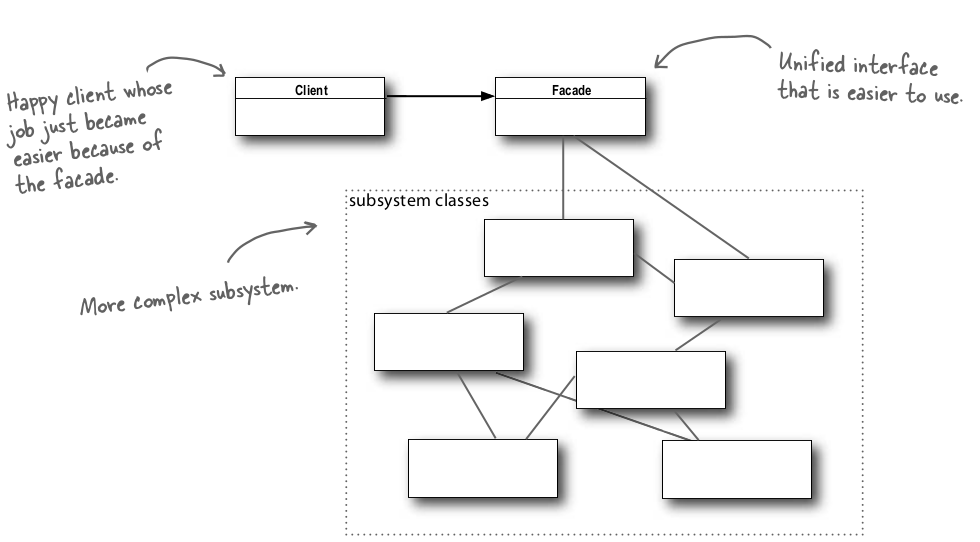 Client
Facade
Unified interface
that is easier to use.
Happy client whose
job just became
easier because of
the facade.
subsystem classes
More complex subsystem.